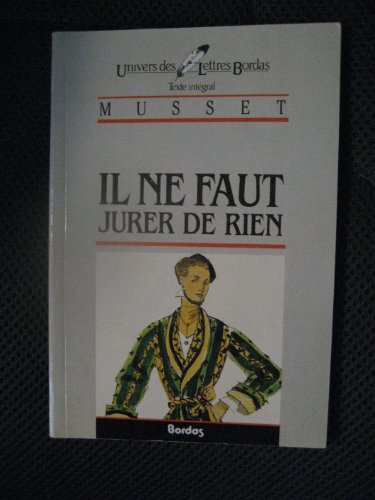 Univers des Lettres Bordas
Texte intégral
MUSSET
IL NE FAUT
JURER DE RIEN
Bordas